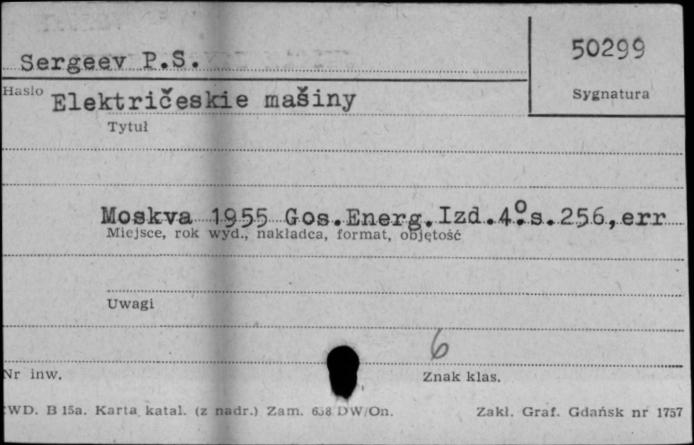 Sergeev P.S.
50299
Hasło
Sygnatura
Električeskie mašiny
Tytuł
Moskva 1955 Gos.Energ.Izd.4º.s.256,err
Miejsce, rok wyd., nakładca, format, objętość
Uwagi
6
Nr inw.
Znak klas.
WD. B 15a. Karta katal. (z nadr.) Zam. 638 DW/On.
Zakl. Graf. Gdańsk nr 1757